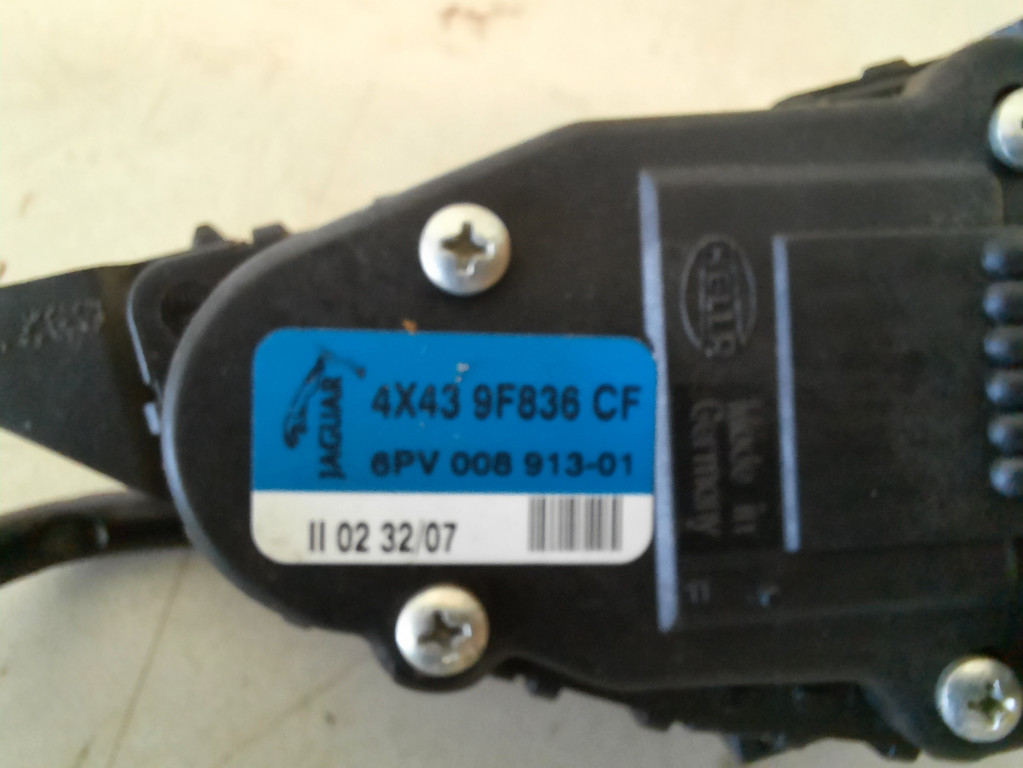 JAGUAR
4X43 9F836 CF
6PV 008 913-01
II 02 32/07
HELLA
Made in
Germany